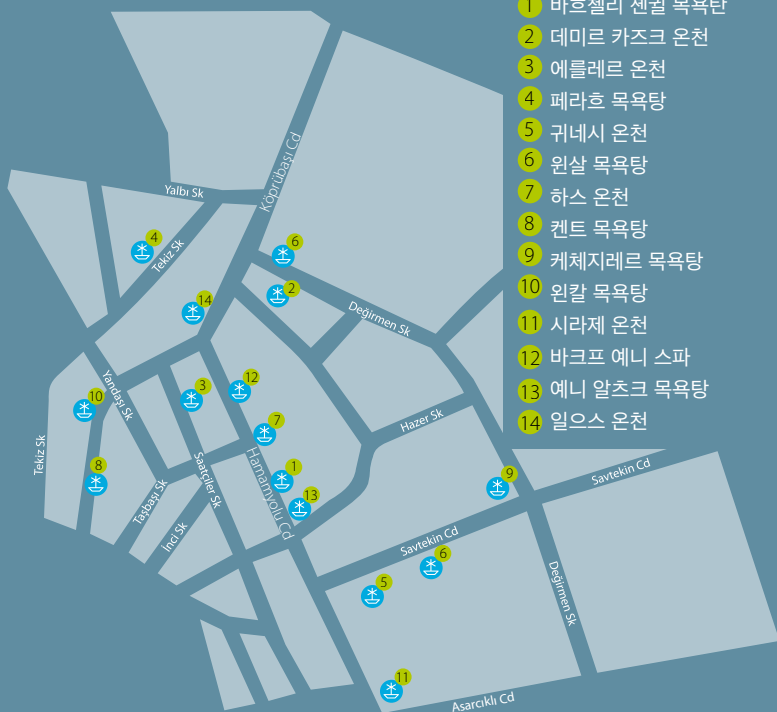 1 바흐첼리 젠귈 목욕탄
2 데미르 카즈크 온천
3 에를레르 온천
4 페라흐 목욕탕
5 귀네시 온천
6 윈살 목욕탕
7 하스 온천
8 켄트 목욕탕
9 케체지레르 목욕탕
10 왼칼 목욕탕
11 시라제 온천
12 바크프 예니 스파
13 예니 알츠크 목욕탕
14 일으스 온천
Köprübaşı Cd
Yalbı Sk
4
Tekiz Sk
6
2
14
Değirmen Sk
Yandaşı Sk
12
3
10
7
Hazer Sk
Tekiz Sk
8
Saatçiler Sk
Hamamyolu Cd
1
13
9
Savtekin Cd
Taşbaşı Sk
İnci Sk
Savtekin Cd
6
5
Değirmen Sk
11
Asarcıklı Cd